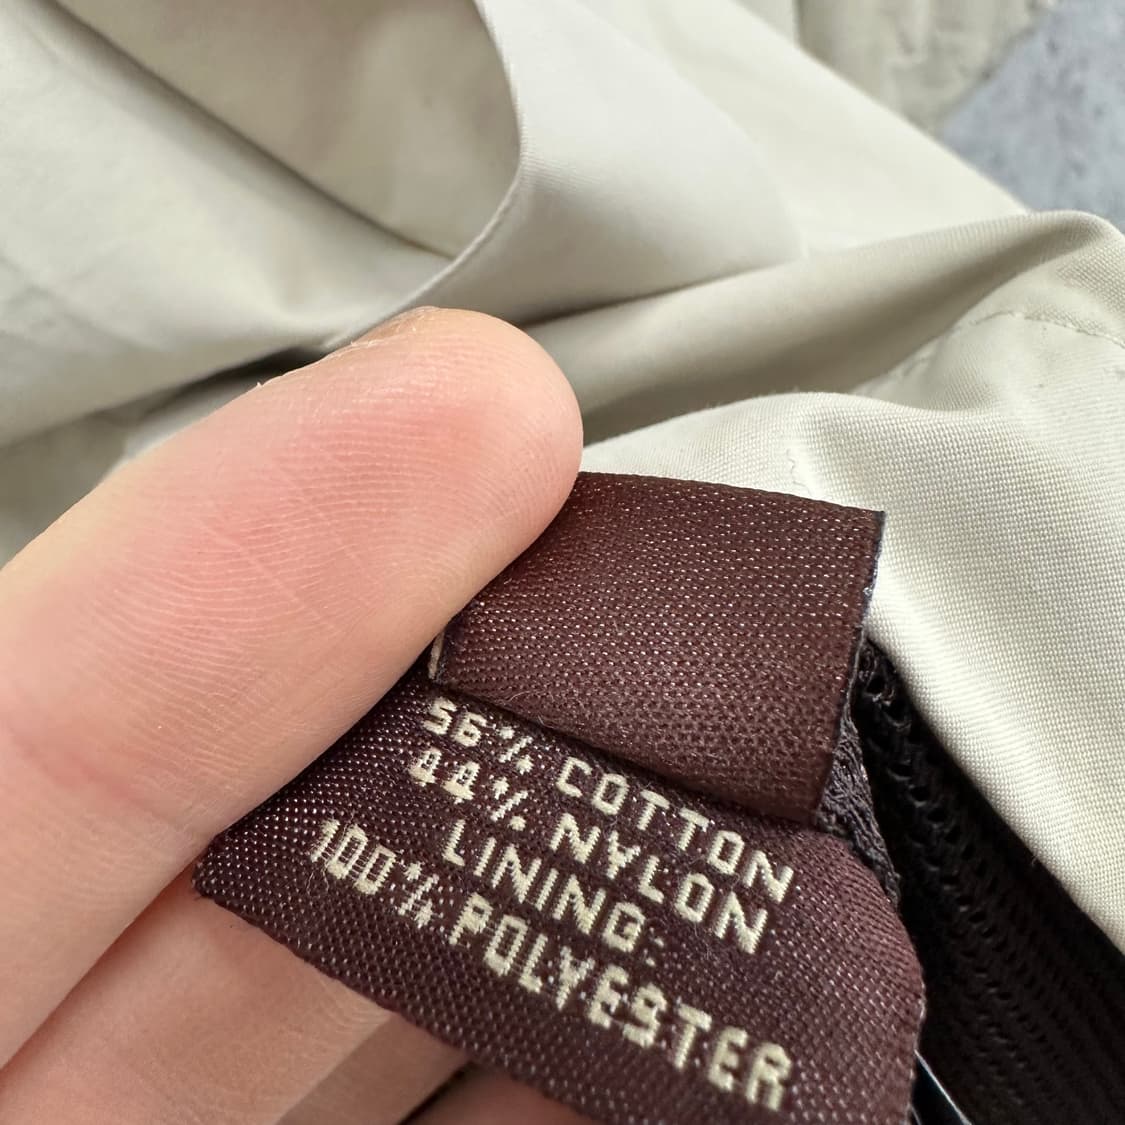 56% COTTON
44% NYLON
LINING:
100% POLYESTER